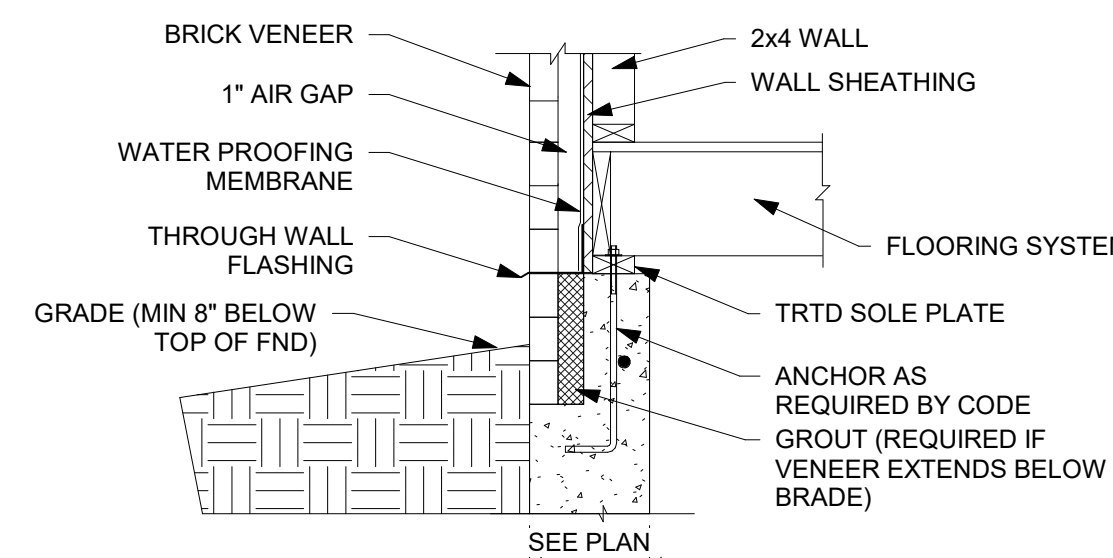 BRICK VENEER
1" AIR GAP
WATER PROOFING
MEMBRANE
THROUGH WALL
FLASHING
GRADE (MIN 8" BELOW
TOP OF FND)
2x4 WALL
WALL SHEATHING
FLOORING SYSTEM
TRTD SOLE PLATE
ANCHOR AS
REQUIRED BY CODE
GROUT (REQUIRED IF
VENEER EXTENDS BELOW
BRADE)
SEE PLAN